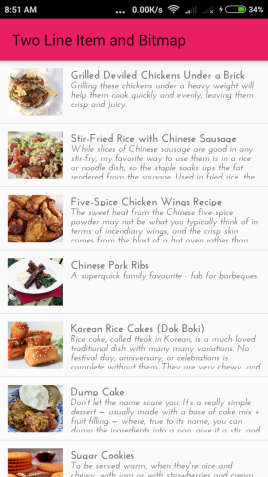 8:51 AM ... 0.00K/s 34%
Two Line Item and Bitmap
Grilled Deviled Chickens Under a Brick
Grilling these chickens under a heavy weight will
help them cook quickly and evenly, leaving them
crisp and juicy.
Stir-Fried Rice with Chinese Sausage
While slices of Chinese sausage are good in any
stir-fry, my favorite way to use them is in a rice
or noodle dish, so the staple soaks ups the fat
rendered from the sausage. Used in fried rice, the
Five-Spice Chicken Wings Recipe
The sweet heat from the Chinese five-spice
powder may not be what you typically think of in
terms of incendiary wings, and the crisp skin
comes from the blast of a hot oven rather than
Chinese Pork Ribs
A superquick family favourite - fab for barbeques.
Korean Rice Cakes (Dok Boki)
Rice cake, called tteok in Korean, is a much-loved
traditional dish with many many variations. No
festival day, anniversary, or celebrations is
complete without them. They are very chewy, and
Dump Cake
Don't let the name scare you. It's a really simple
dessert — usually made with a base of cake mix +
fruit filling — where, true to its name, you can
dump the ingredients into a pan, give it a stir, and
Sugar Cookies
To be served warm, when they're nice and
chewy, with jam or with strawberries and cream